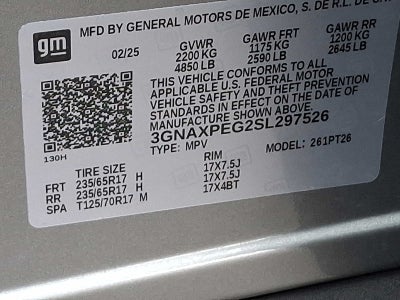 gm
MFD BY GENERAL MOTORS DE MEXICO, S. DE R.L. DE
02/25 GVWR GAWR FRT GAWR RR
2200 KG 1175 KG 1200 KG
4850 LB 2590 LB 2645 LB
THIS VEHICLE CONFORMS TO ALL
APPLICABLE U.S. FEDERAL MOTOR
VEHICLE SAFETY AND THEFT PREVENTION
STANDARDS IN EFFECT ON THE DATE OF
MANUFACTURE SHOWN ABOVE.
3GNAXPEG2SL297526
TYPE: MPV MODEL: 261PT26
130H
TIRE SIZE RIM
FRT 235/65R17 H 17X7.5J
RR 235/65R17 H 17X7.5J
SPA T125/70R17 M 17X4BT